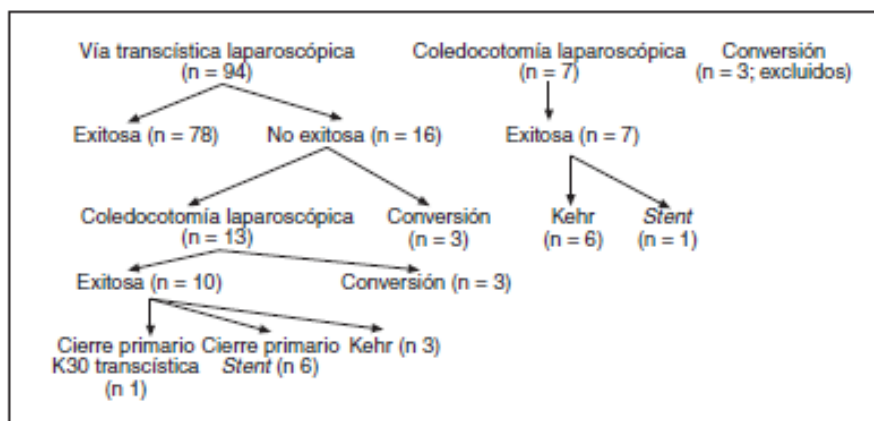 Vía transcística laparoscópica
(n = 94)
Coledocotomía laparoscópica
(n = 7)
Conversión
(n = 3; excluidos)
Exitosa (n = 78)
No exitosa (n = 16)
Exitosa (n = 7)
Coledocotomía laparoscópica
(n = 13)
Conversión
(n = 3)
Kehr
(n = 6)
Stent
(n = 1)
Exitosa (n = 10)
Conversión (n = 3)
Cierre primario
K30 transcística
(n 1)
Cierre primario
Stent (n 6)
Kehr (n 3)